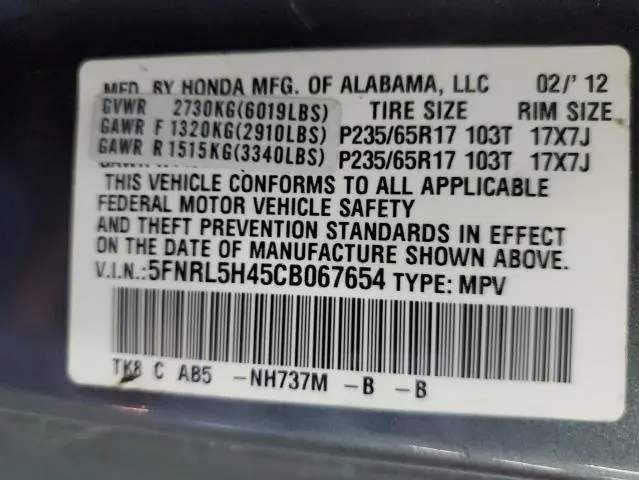 MFD. BY HONDA MFG. OF ALABAMA, LLC 02/'12
GVWR 2730KG(6019LBS) TIRE SIZE RIM SIZE
GAWR F 1320KG(2910LBS) P235/65R17 103T 17X7J
GAWR R 1515KG(3340LBS) P235/65R17 103T 17X7J
THIS VEHICLE CONFORMS TO ALL APPLICABLE
FEDERAL MOTOR VEHICLE SAFETY
AND THEFT PREVENTION STANDARDS IN EFFECT
ON THE DATE OF MANUFACTURE SHOWN ABOVE.
V.I.N.:5FNRL5H45CB067654 TYPE: MPV
TK8 C AB5 -NH737M -B -B